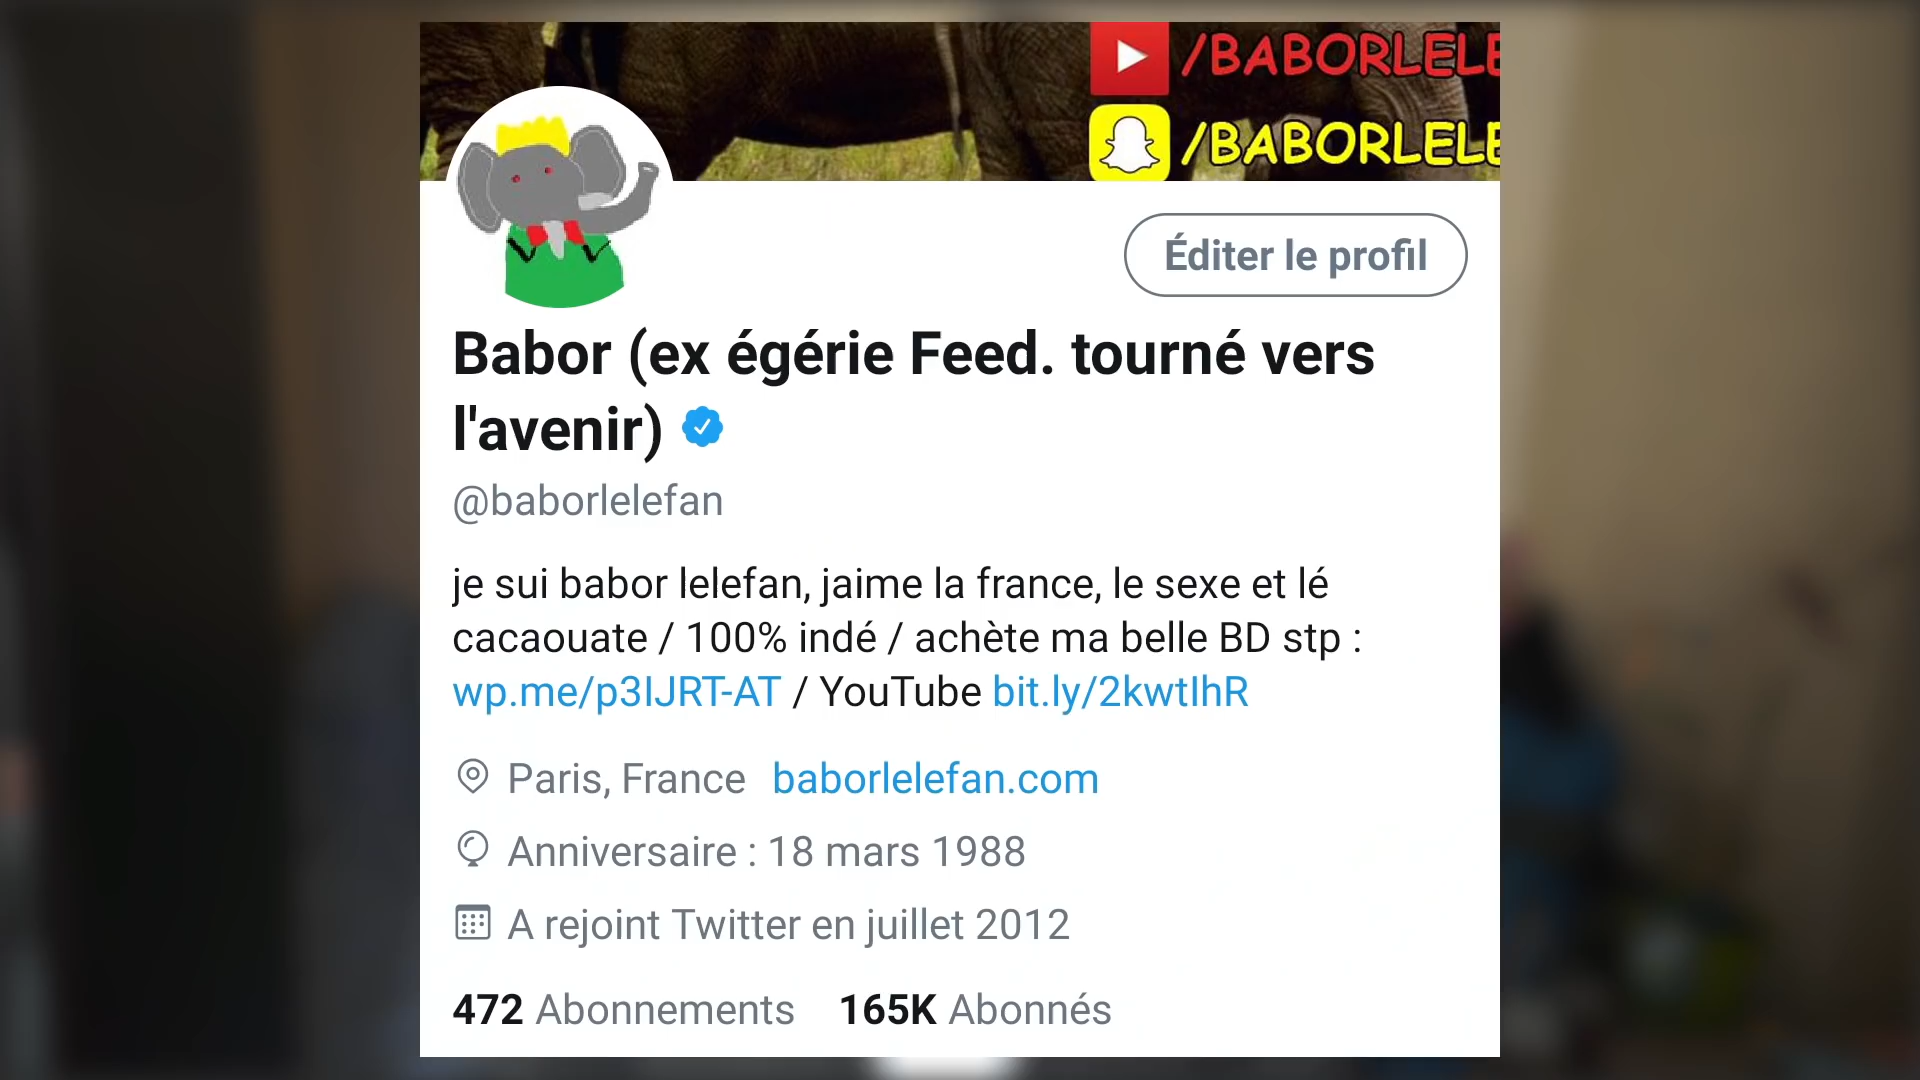 /BABORLELE
/BABORLELE
Éditer le profil
Babor (ex égérie Feed. tourné vers
l'avenir)
@baborlelefan
je sui babor lelefan, jaime la france, le sexe et lé
cacaouate / 100% indé / achète ma belle BD stp :
wp.me/p3IJRT-AT / YouTube bit.ly/2kwtIhR
Paris, France baborlelefan.com
Anniversaire : 18 mars 1988
A rejoint Twitter en juillet 2012
472 Abonnements 165K Abonnés